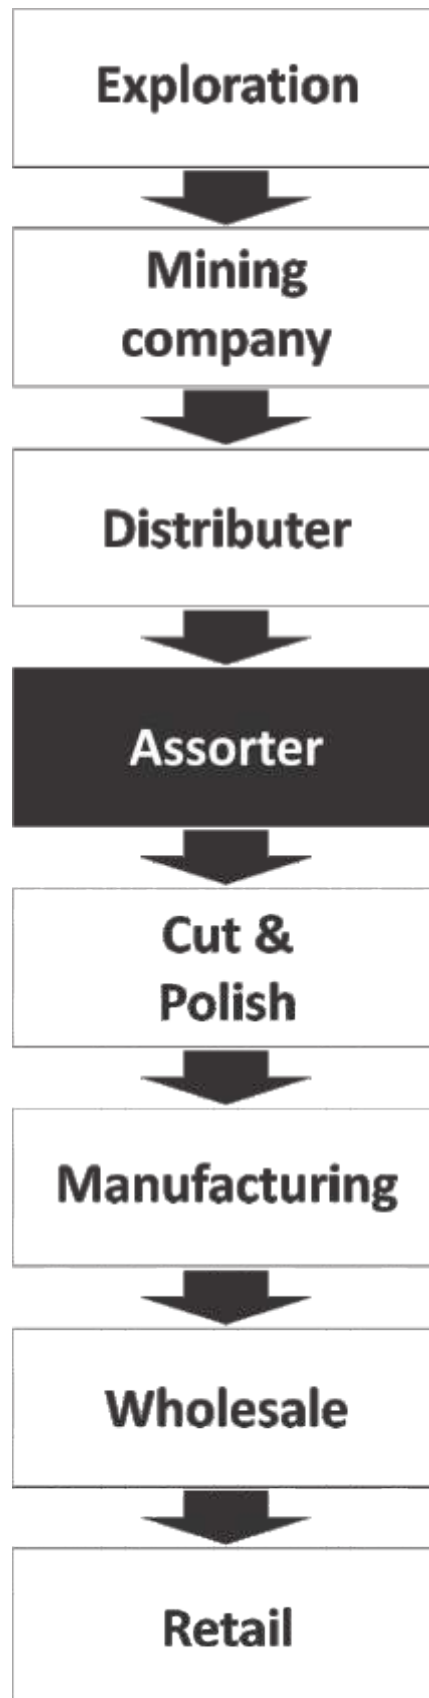 Exploration
Mining
company
Distributer
Assorter
Cut &
Polish
Manufacturing
Wholesale
Retail